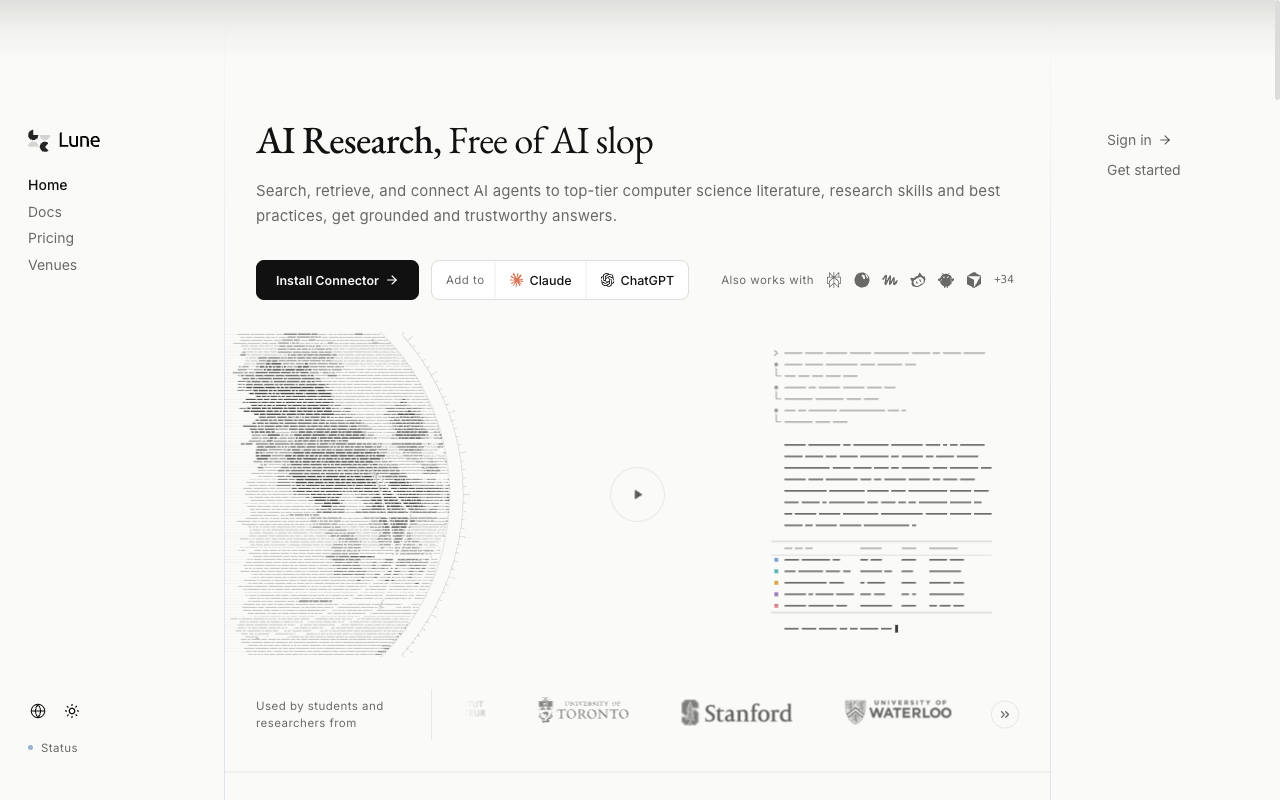 Lune
Home
Docs
Pricing
Venues
Status
AI Research, Free of AI slop
Search, retrieve, and connect AI agents to top-tier computer science literature, research skills and best
practices, get grounded and trustworthy answers.
Install Connector →
Add to
Claude
ChatGPT
Also works with
+34
Used by students and
researchers from
TUT
EUR
UNIVERSITY OF
TORONTO
Stanford
UNIVERSITY OF
WATERLOO
Sign in →
Get started